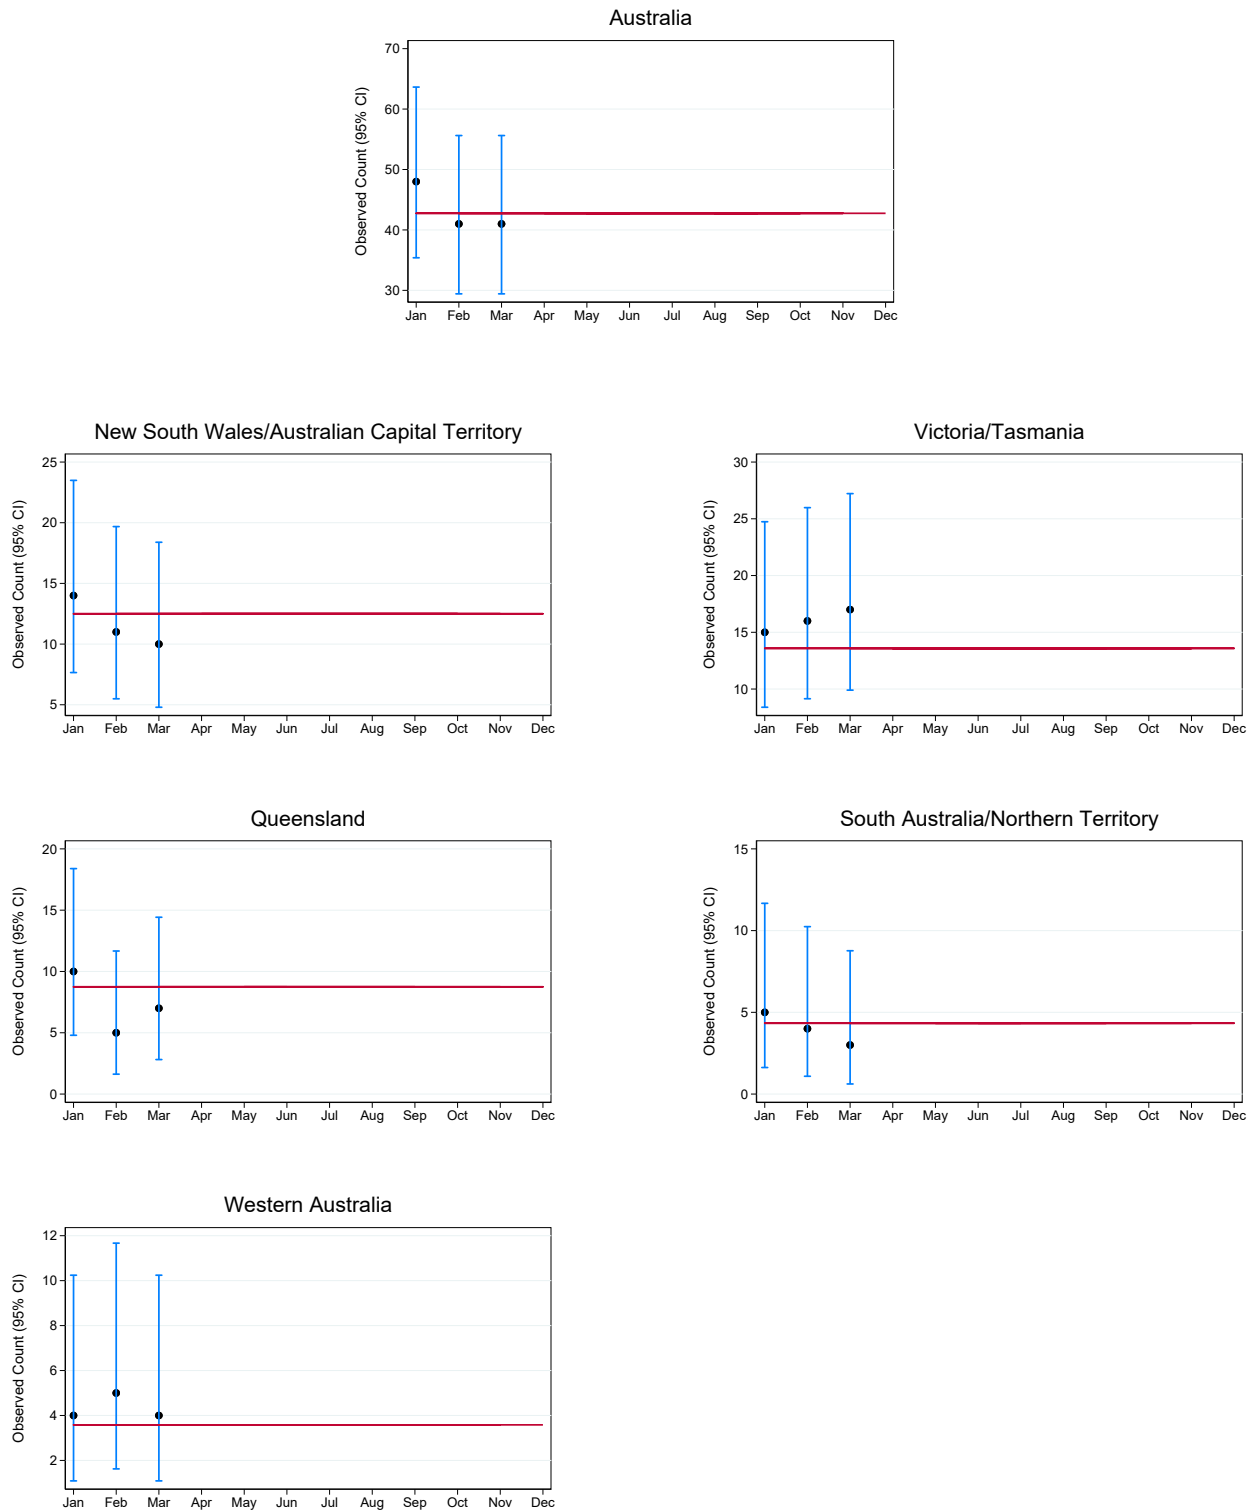 Australia
Observed Count (95% CI)
70
60
50
40
30
Jan Feb Mar Apr May Jun Jul Aug Sep Oct Nov Dec
New South Wales/Australian Capital Territory
Observed Count (95% CI)
25
20
15
10
5
Jan Feb Mar Apr May Jun Jul Aug Sep Oct Nov Dec
Victoria/Tasmania
Observed Count (95% CI)
30
25
20
15
10
Jan Feb Mar Apr May Jun Jul Aug Sep Oct Nov Dec
Queensland
Observed Count (95% CI)
20
15
10
5
0
Jan Feb Mar Apr May Jun Jul Aug Sep Oct Nov Dec
South Australia/Northern Territory
Observed Count (95% CI)
15
10
5
0
Jan Feb Mar Apr May Jun Jul Aug Sep Oct Nov Dec
Western Australia
Observed Count (95% CI)
12
10
8
6
4
2
Jan Feb Mar Apr May Jun Jul Aug Sep Oct Nov Dec